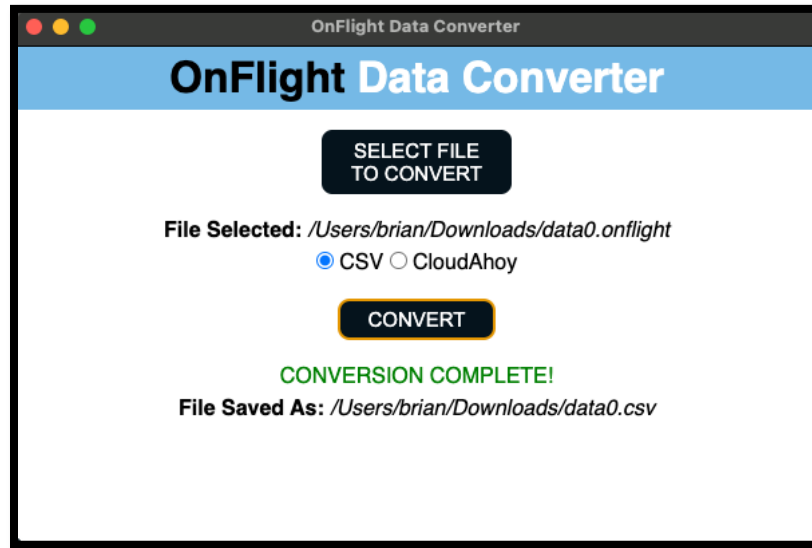 OnFlight Data Converter
OnFlight Data Converter
SELECT FILE
TO CONVERT
File Selected: /Users/brian/Downloads/data0.onflight
CSV CloudAhoy
CONVERT
CONVERSION COMPLETE!
File Saved As: /Users/brian/Downloads/data0.csv